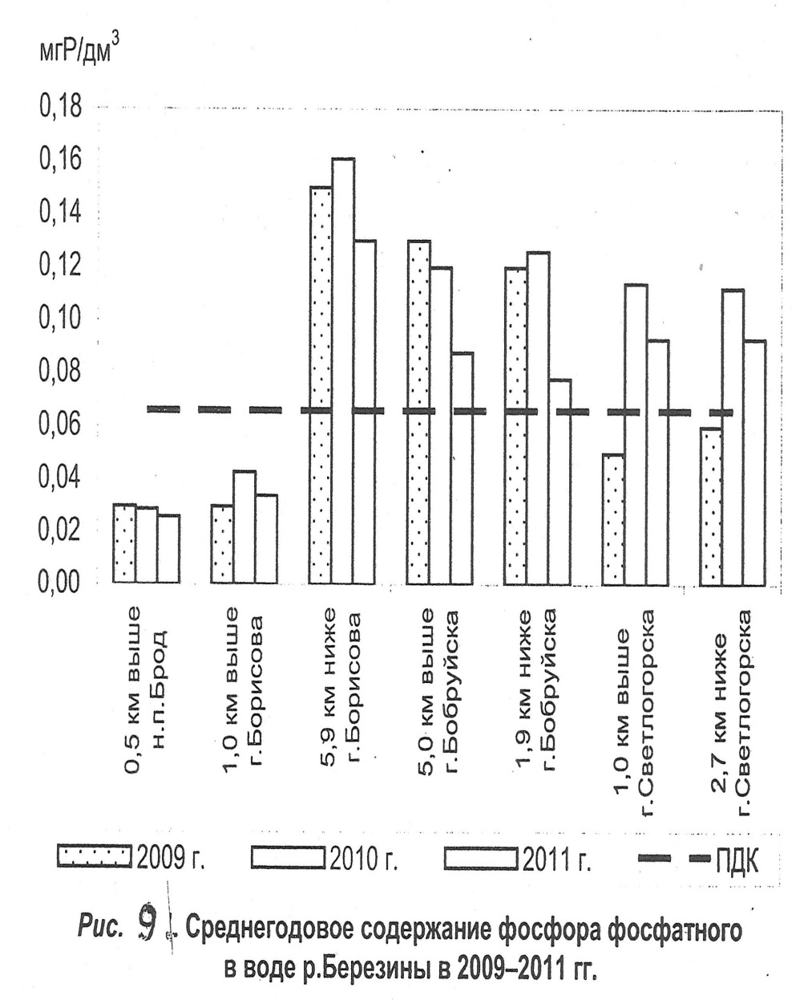 мгР/дм³
0,18
0,16
0,14
0,12
0,10
0,08
0,06
0,04
0,02
0,00
0,5 км выше
н.п.Брод
1,0 км выше
г.Борисова
5,9 км ниже
г.Борисова
5,0 км выше
г.Бобруйска
1,9 км ниже
г.Бобруйска
1,0 км выше
г.Светлогорска
2,7 км ниже
г.Светлогорска
2009 г. 2010 г. 2011 г. ПДК
Рис. 9. Среднегодовое содержание фосфора фосфатного
в воде р.Березины в 2009–2011 гг.